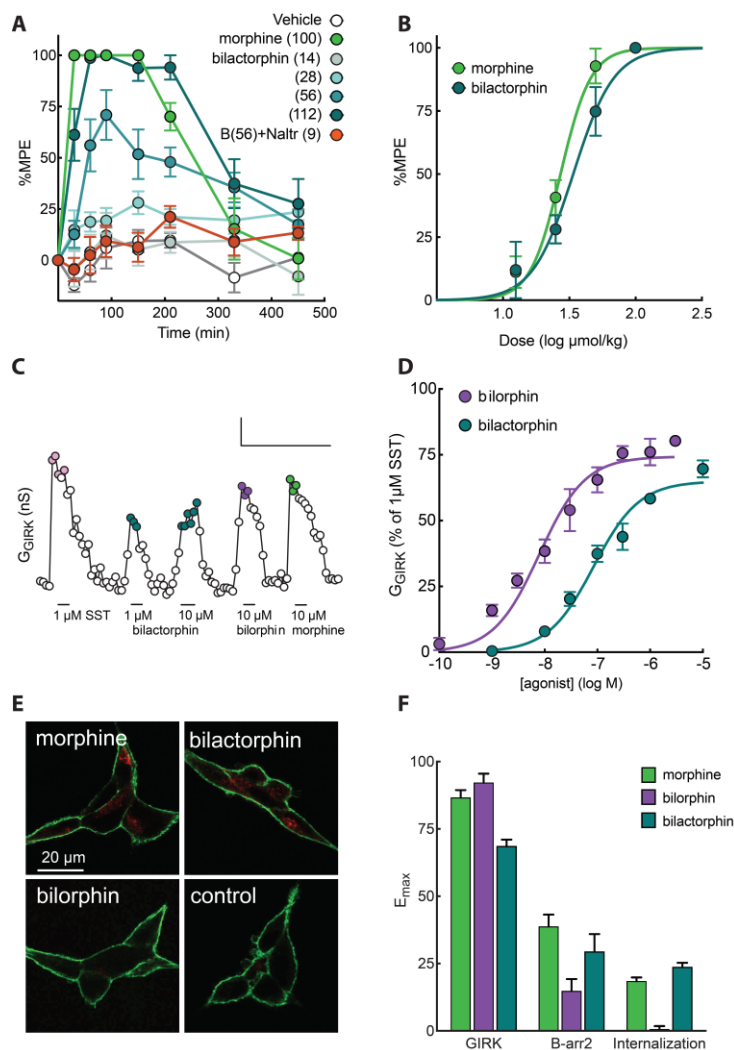 A
Vehicle
morphine (100)
bilactorphin (14)
(28)
(56)
(112)
B(56)+Naltr (9)
100
75
50
25
0
%MPE
100
200
300
400
500
Time (min)
B
morphine
bilactorphin
100
75
50
25
0
%MPE
1.0
1.5
2.0
2.5
Dose (log µmol/kg)
C
GGIRK (nS)
1 µM SST
1 µM
10 µM
bilactorphin
10 µM
bilorphin
10 µM
morphine
D
bilorphin
bilactorphin
100
75
50
25
0
GGIRK (% of 1µM SST)
-10
-9
-8
-7
-6
-5
[agonist] (log M)
E
morphine
bilactorphin
20 µm
bilorphin
control
F
morphine
bilorphin
bilactorphin
100
75
50
25
0
Emax
GIRK
B-arr2
Internalization